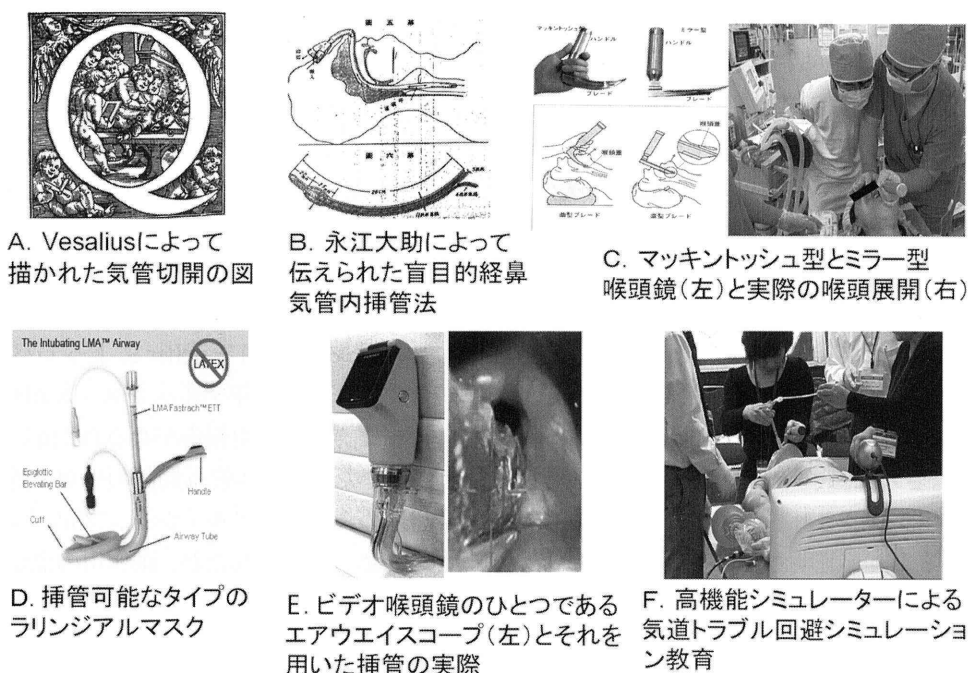 Q
A. Vesaliusによって
描かれた気管切開の図
圖五第
圖六第
B. 永江大助によって
伝えられた盲目的経鼻
気管内挿管法
マッキントッシュ型
ハンドル
ブレード
ミラー型
ハンドル
ブレード
喉頭蓋
喉頭蓋
曲型ブレード
直型ブレード
C. マッキントッシュ型とミラー型
喉頭鏡(左)と実際の喉頭展開(右)
The Intubating LMA™ Airway
LATEX
LMA Fastrach™ ETT
Epiglottic
Elevating Bar
Handle
Cuff
Airway Tube
D. 挿管可能なタイプの
ラリンジアルマスク
E. ビデオ喉頭鏡のひとつである
エアウエイスコープ(左)とそれを
用いた挿管の実際
F. 高機能シミュレーターによる
気道トラブル回避シミュレーショ
ン教育